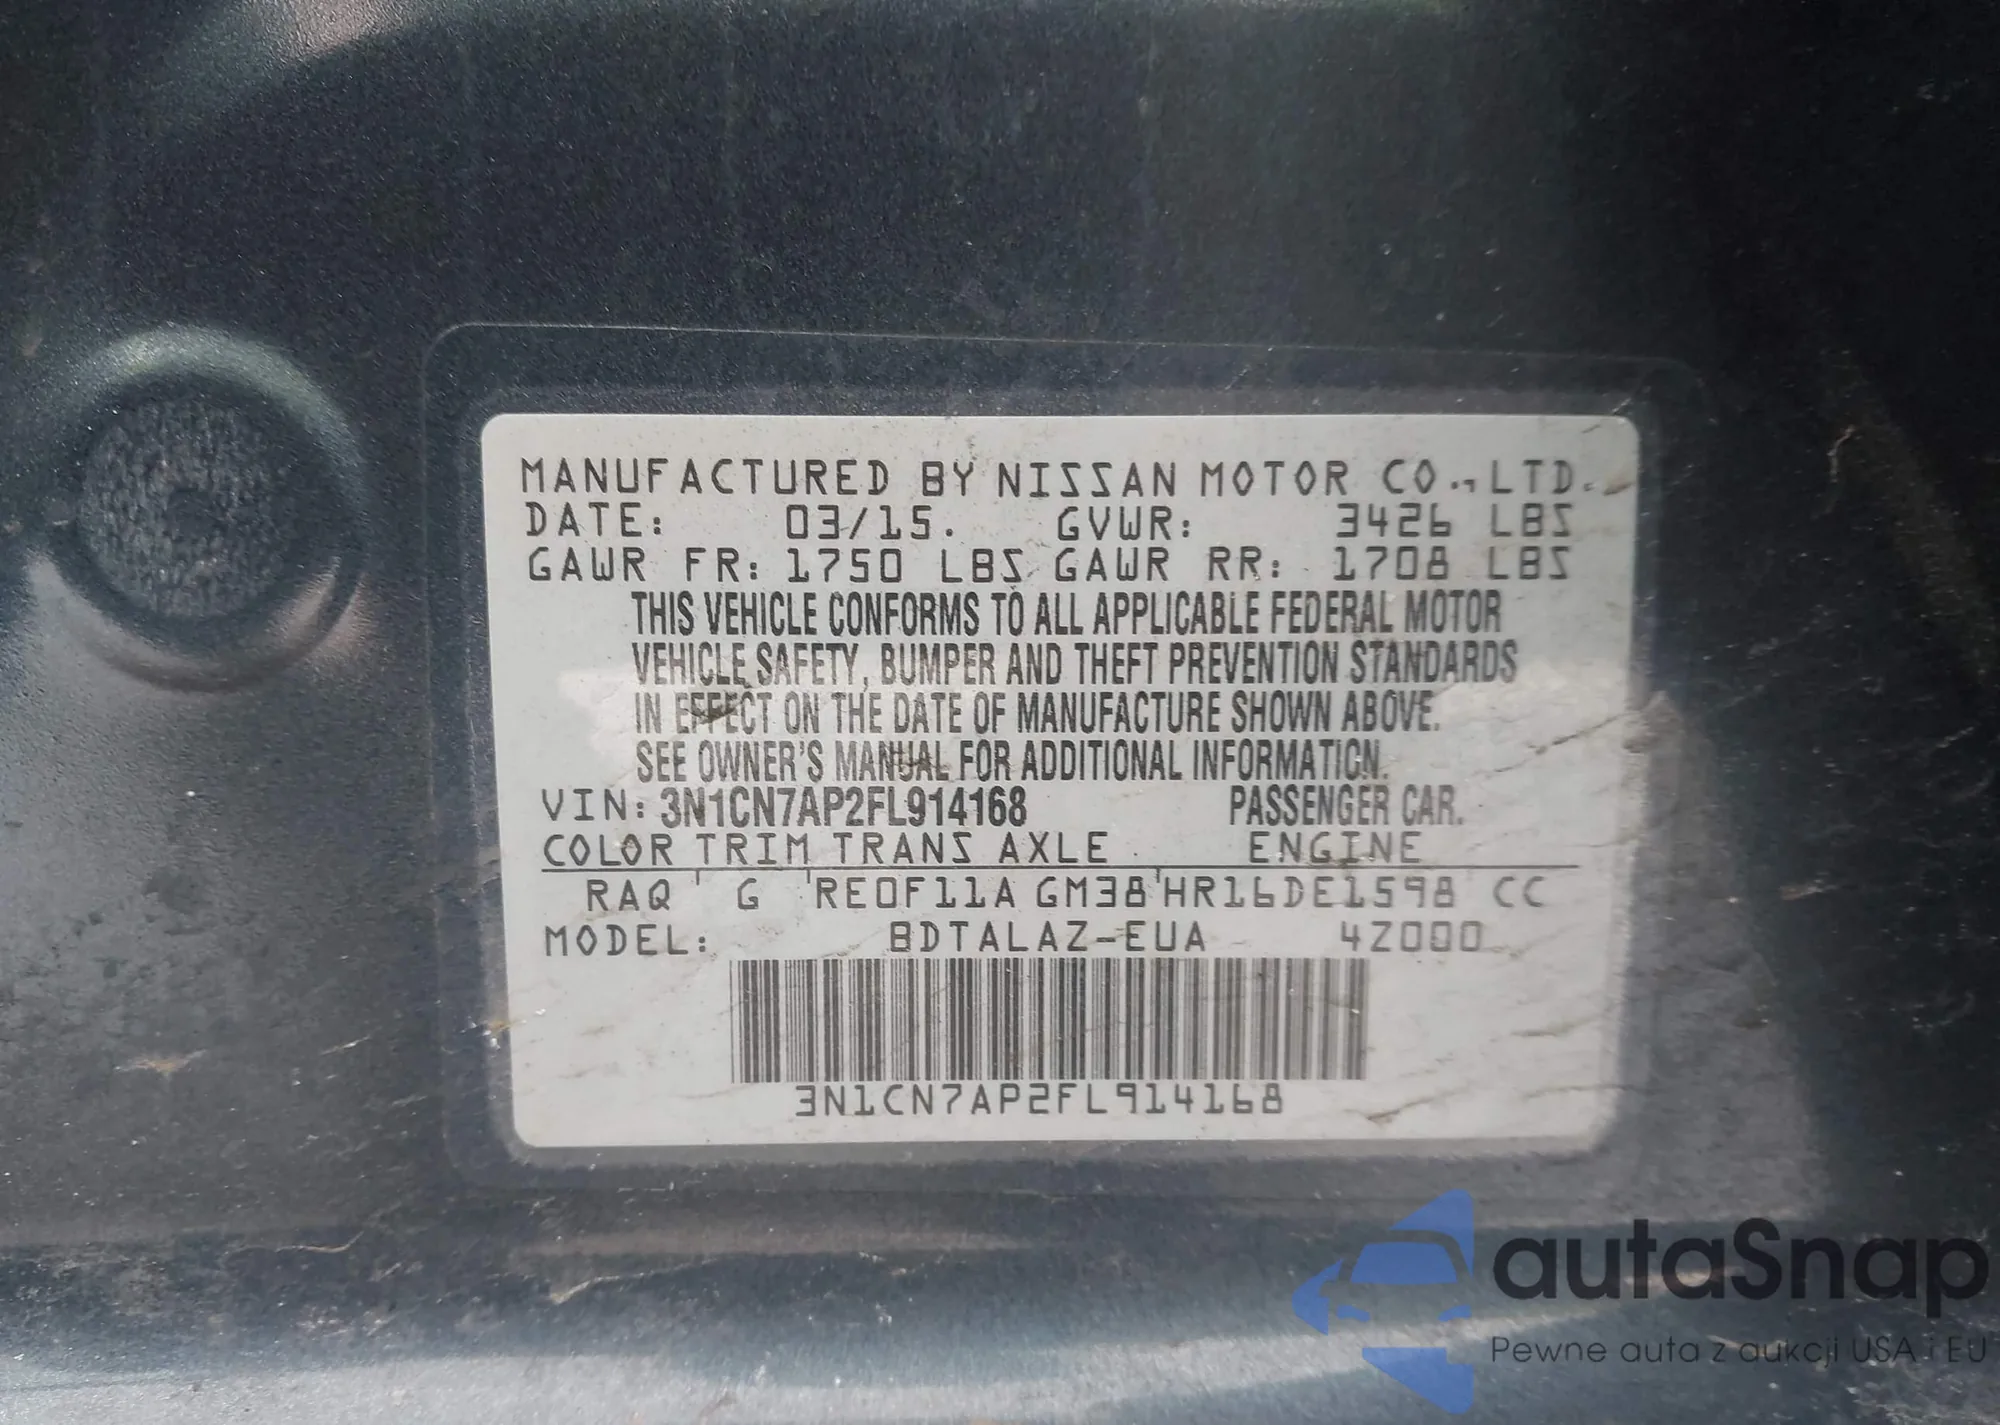 MANUFACTURED BY NISSAN MOTOR CO., LTD.
DATE: 03/15. GVWR: 3426 LBS
GAWR FR: 1750 LBS GAWR RR: 1708 LBS
THIS VEHICLE CONFORMS TO ALL APPLICABLE FEDERAL MOTOR
VEHICLE SAFETY, BUMPER AND THEFT PREVENTION STANDARDS
IN EFFECT ON THE DATE OF MANUFACTURE SHOWN ABOVE.
SEE OWNER'S MANUAL FOR ADDITIONAL INFORMATION.
VIN: 3N1CN7AP2FL914168 PASSENGER CAR.
COLOR TRIM TRANS AXLE ENGINE
RAQ G RE0F11A GM38 HR16DE1598 CC
MODEL: BDTALAZ-EUA 4Z000
3N1CN7AP2FL914168
autaSnap
Pewne auta z aukcji USA i EU